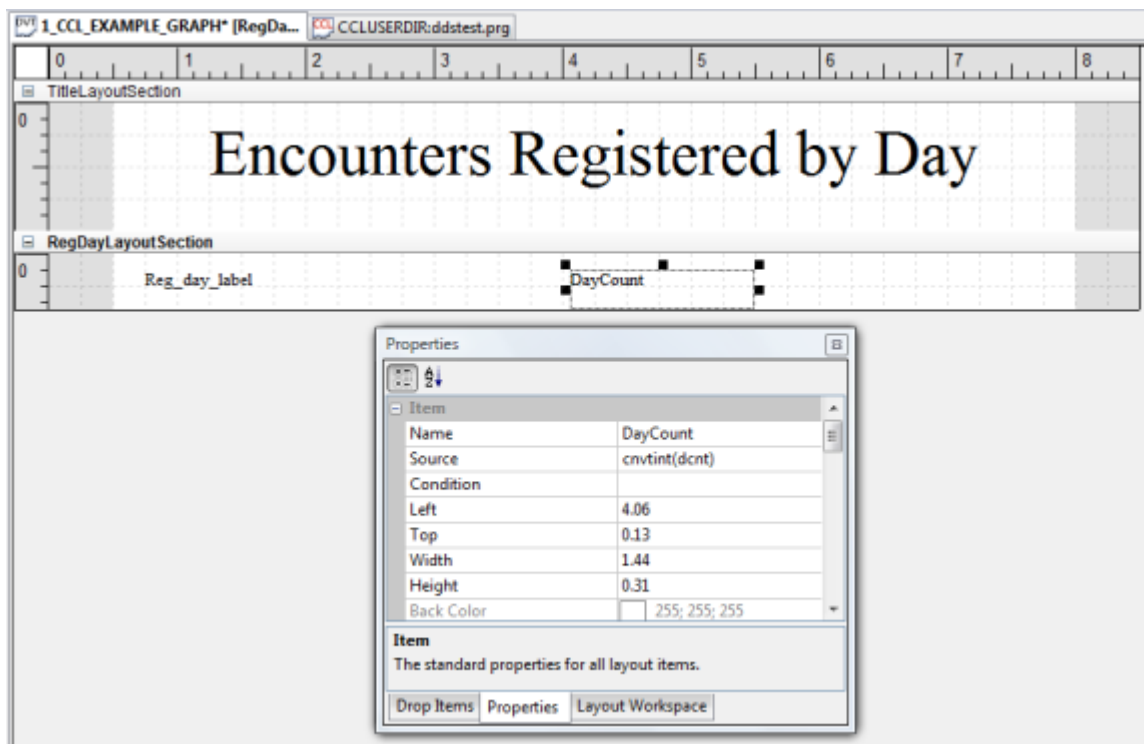 1_CCL_EXAMPLE_GRAPH* [RegDa... CCLUSERDIR:ddstest.prg
0 1 2 3 4 5 6 7 8
TitleLayoutSection
0
Encounters Registered by Day
RegDayLayoutSection
0
Reg_day_label DayCount
Properties
Item
Name DayCount
Source cnvtint(dcnt)
Condition
Left 4.06
Top 0.13
Width 1.44
Height 0.31
Back Color 255; 255; 255
Item
The standard properties for all layout items.
Drop Items Properties Layout Workspace